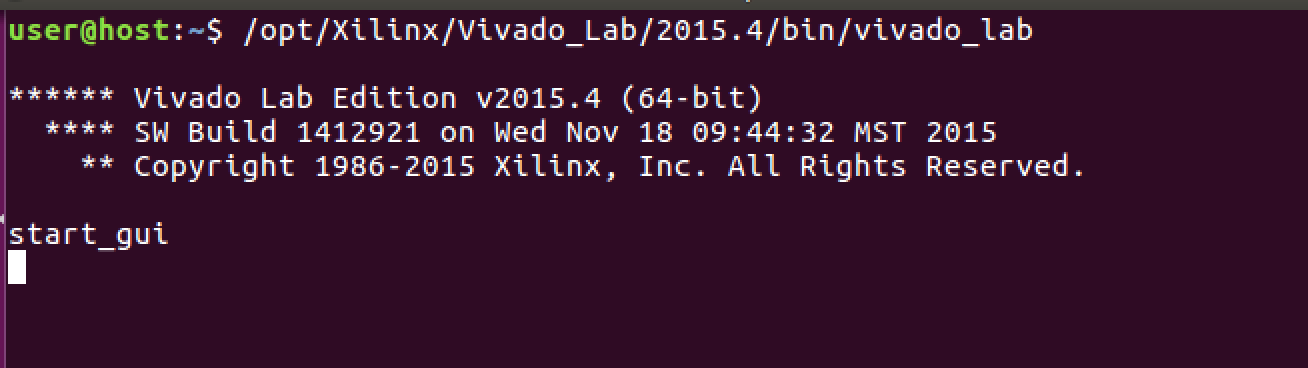 user@host:~$ /opt/Xilinx/Vivado_Lab/2015.4/bin/vivado_lab
****** Vivado Lab Edition v2015.4 (64-bit)
**** SW Build 1412921 on Wed Nov 18 09:44:32 MST 2015
** Copyright 1986-2015 Xilinx, Inc. All Rights Reserved.
start_gui